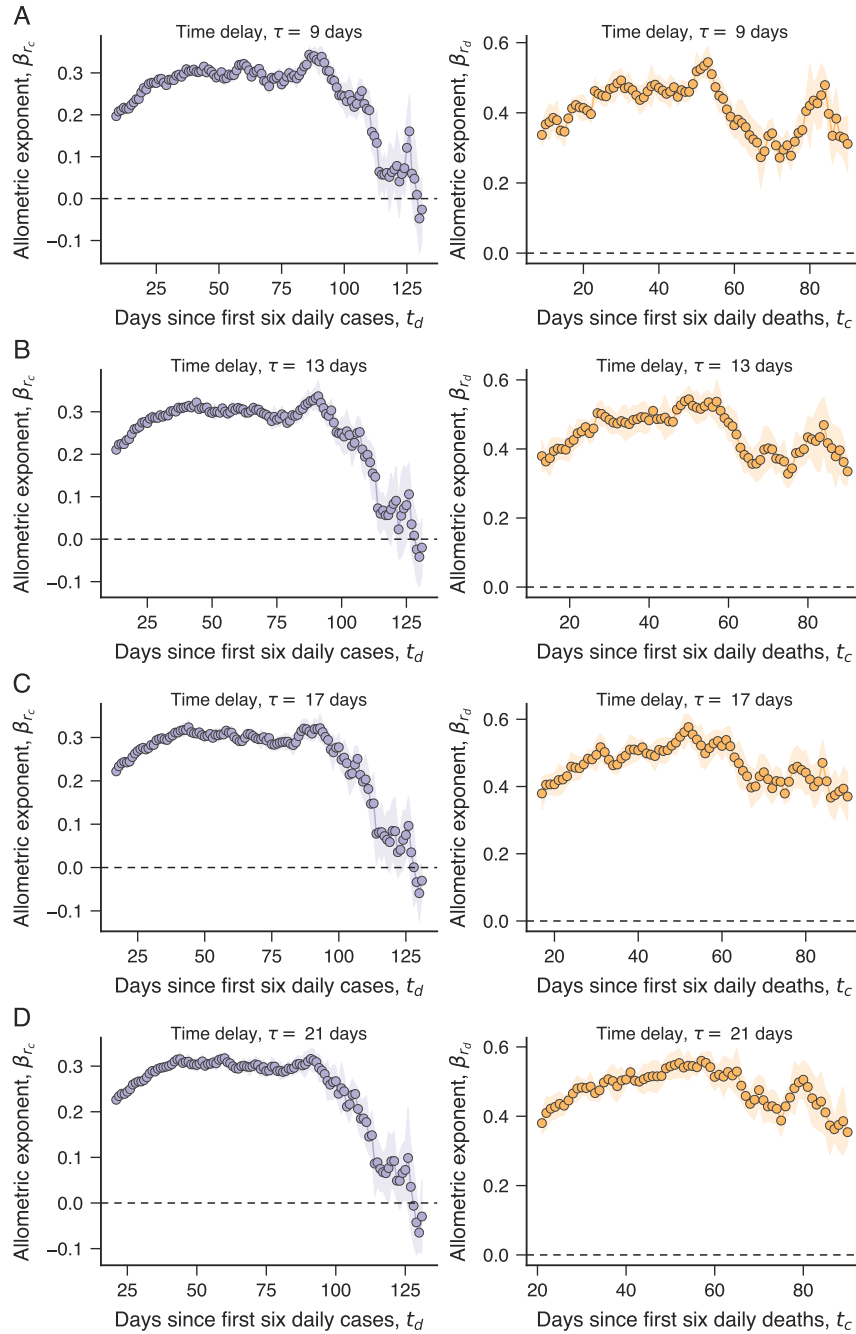 A
Time delay, τ = 9 days
Allometric exponent, β_{r_c}
0.3
0.2
0.1
0.0
−0.1
25
50
75
100
125
Days since first six daily cases, t_d
Time delay, τ = 9 days
Allometric exponent, β_{r_d}
0.6
0.4
0.2
0.0
20
40
60
80
Days since first six daily deaths, t_c
B
Time delay, τ = 13 days
Allometric exponent, β_{r_c}
0.3
0.2
0.1
0.0
−0.1
25
50
75
100
125
Days since first six daily cases, t_d
Time delay, τ = 13 days
Allometric exponent, β_{r_d}
0.6
0.4
0.2
0.0
20
40
60
80
Days since first six daily deaths, t_c
C
Time delay, τ = 17 days
Allometric exponent, β_{r_c}
0.3
0.2
0.1
0.0
−0.1
25
50
75
100
125
Days since first six daily cases, t_d
Time delay, τ = 17 days
Allometric exponent, β_{r_d}
0.6
0.4
0.2
0.0
20
40
60
80
Days since first six daily deaths, t_c
D
Time delay, τ = 21 days
Allometric exponent, β_{r_c}
0.3
0.2
0.1
0.0
−0.1
25
50
75
100
125
Days since first six daily cases, t_d
Time delay, τ = 21 days
Allometric exponent, β_{r_d}
0.6
0.4
0.2
0.0
20
40
60
80
Days since first six daily deaths, t_c